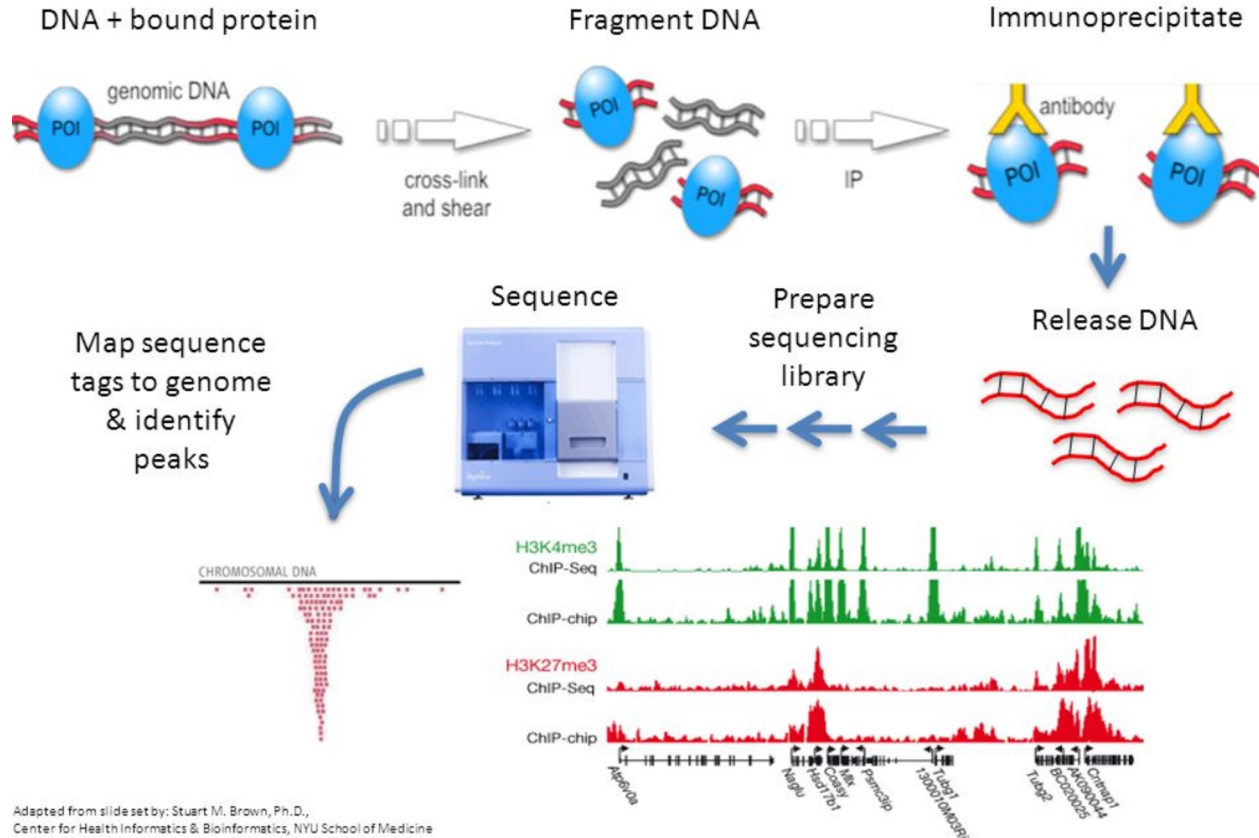 DNA + bound protein
Fragment DNA
Immunoprecipitate
genomic DNA
POI
POI
cross-link
and shear
POI
POI
IP
antibody
POI
POI
Release DNA
Prepare
sequencing
library
Sequence
Map sequence
tags to genome
& identify
peaks
CHROMOSOMAL DNA
H3K4me3
ChIP-Seq
ChIP-chip
H3K27me3
ChIP-Seq
ChIP-chip
Atp6v0a
Naglu
Hsd17b1
Coasy
Mlx
Psmc3ip
1300010M03Ri
Tubg1
Tubg2
BC020025
AK090044
Cntnap1
Adapted from slide set by: Stuart M. Brown, Ph.D.,
Center for Health Informatics & Bioinformatics, NYU School of Medicine